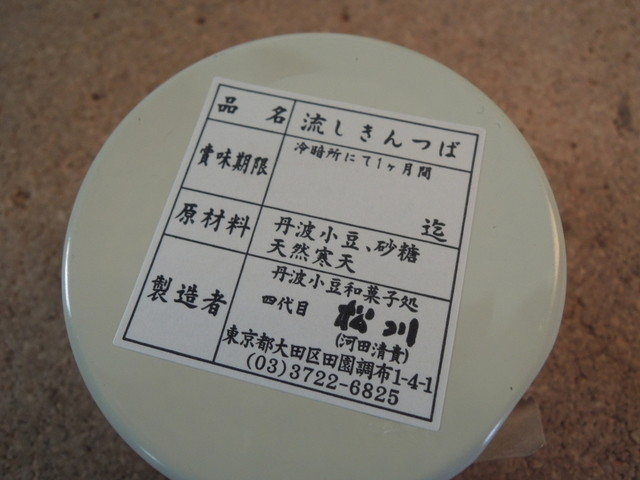 品名 流しきんつば
賞味期限 冷暗所にて1ヶ月間
迄
原材料 丹波小豆、砂糖
天然寒天
製造者 丹波小豆和菓子処
四代目 松川
(河田清貴)
東京都大田区田園調布1-4-1
(03)3722-6825